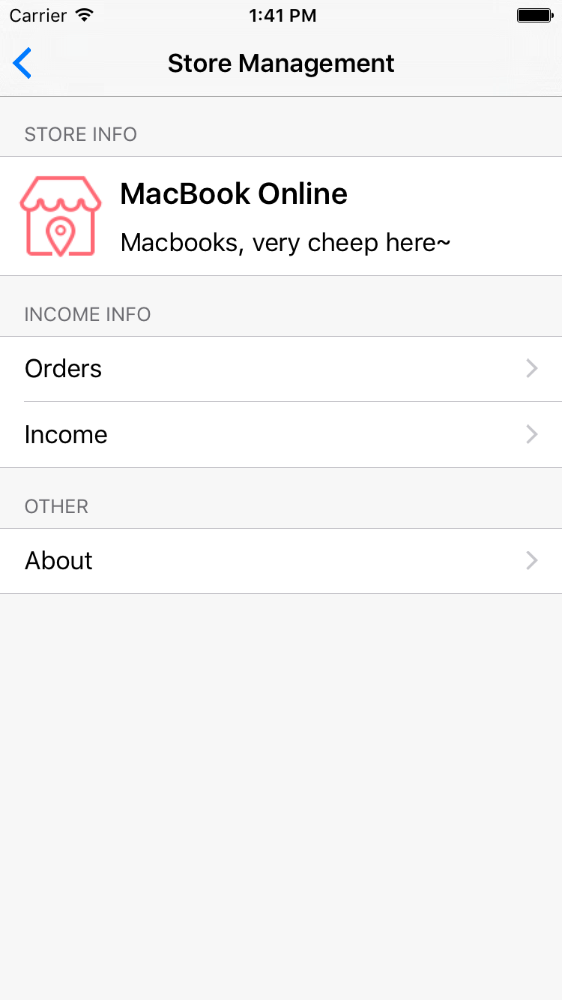 Carrier 1:41 PM
Store Management
STORE INFO
MacBook Online
Macbooks, very cheep here~
INCOME INFO
Orders
Income
OTHER
About